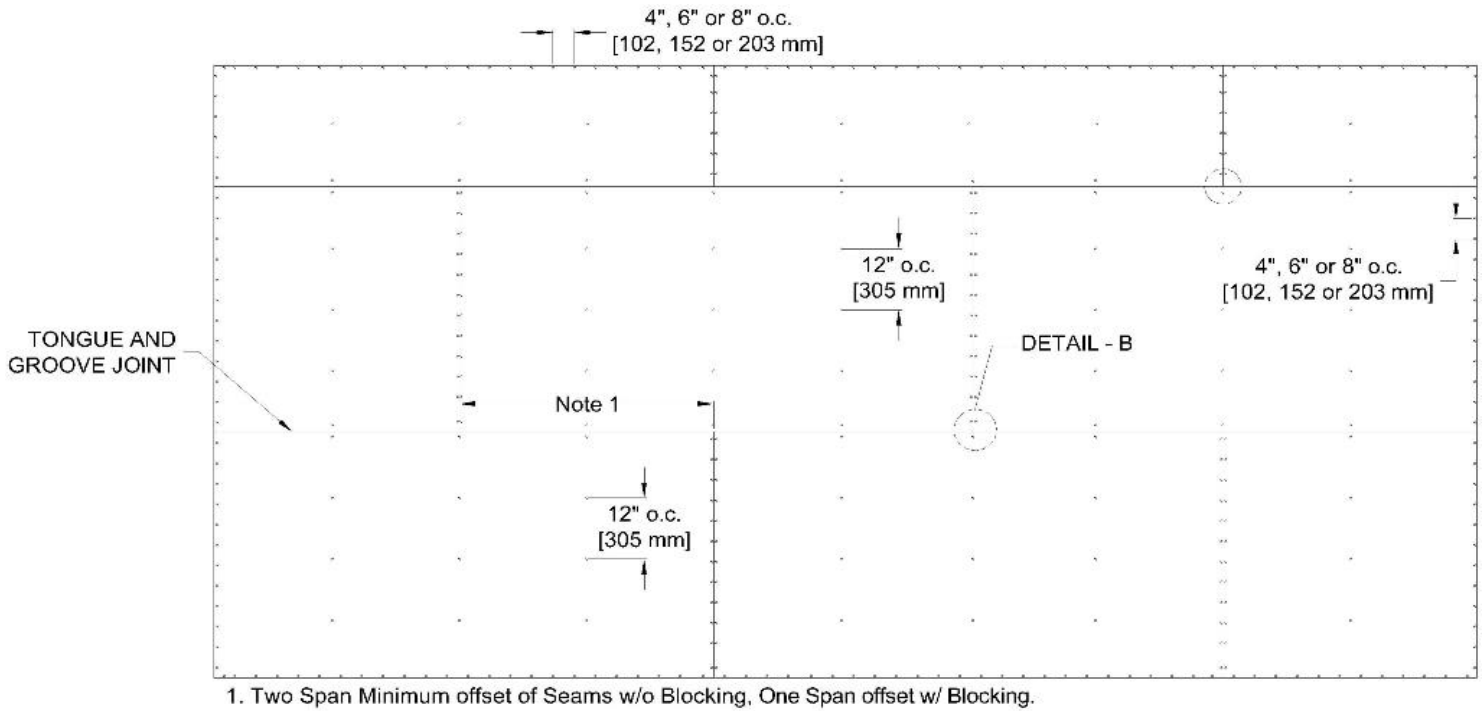 4", 6" or 8" o.c.
[102, 152 or 203 mm]
12" o.c.
[305 mm]
4", 6" or 8" o.c.
[102, 152 or 203 mm]
TONGUE AND
GROOVE JOINT
DETAIL - B
Note 1
12" o.c.
[305 mm]
1. Two Span Minimum offset of Seams w/o Blocking, One Span offset w/ Blocking.